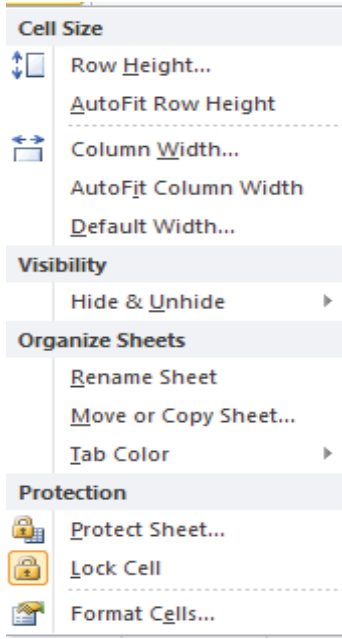 Cell Size
Row Height...
AutoFit Row Height
Column Width...
AutoFit Column Width
Default Width...
Visibility
Hide & Unhide
Organize Sheets
Rename Sheet
Move or Copy Sheet...
Tab Color
Protection
Protect Sheet...
Lock Cell
Format Cells...